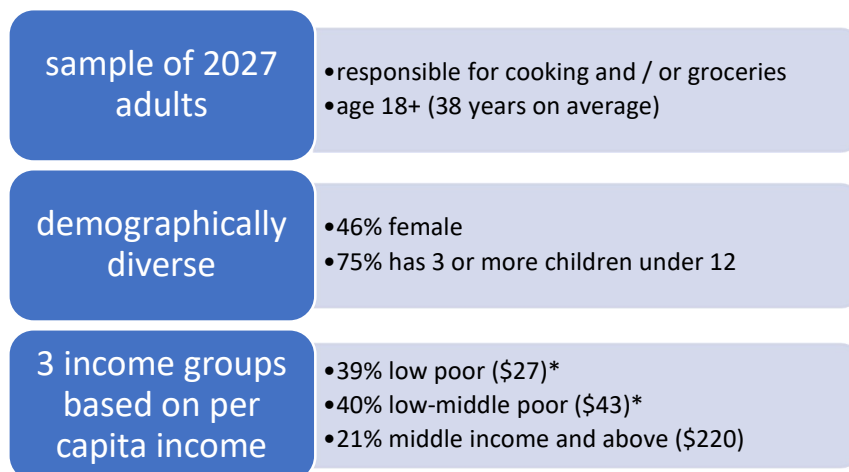 sample of 2027
adults
•responsible for cooking and / or groceries
•age 18+ (38 years on average)
demographically
diverse
•46% female
•75% has 3 or more children under 12
3 income groups
based on per
capita income
•39% low poor ($27)*
•40% low-middle poor ($43)*
•21% middle income and above ($220)